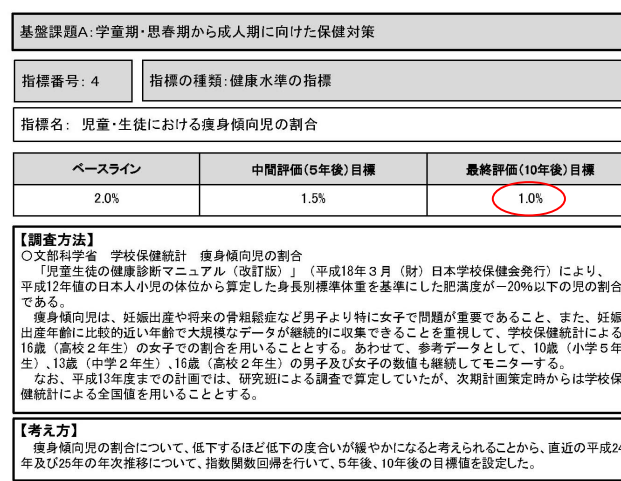 基盤課題A:学童期・思春期から成人期に向けた保健対策
指標番号: 4
指標の種類:健康水準の指標
指標名: 児童・生徒における痩身傾向児の割合
ベースライン
中間評価(5年後)目標
最終評価(10年後)目標
2.0%
1.5%
1.0%
【調査方法】
○文部科学省 学校保健統計 痩身傾向児の割合
「児童生徒の健康診断マニュアル(改訂版)」(平成18年3月(財)日本学校保健会発行)により、
平成12年値の日本人小児の体位から算定した身長別標準体重を基準にした肥満度が-20%以下の児の割合
である。
痩身傾向児は、妊娠出産や将来の骨粗鬆症など男子より特に女子で問題が重要であること、また、妊娠
出産年齢に比較的近い年齢で大規模なデータが継続的に収集できることを重視して、学校保健統計による
16歳(高校2年生)の女子での割合を用いることとする。あわせて、参考データとして、10歳(小学5年
生)、13歳(中学2年生)、16歳(高校2年生)の男子及び女子の数値も継続してモニターする。
なお、平成13年度までの計画では、研究班による調査で算定していたが、次期計画策定時からは学校保
健統計による全国値を用いることとする。
【考え方】
痩身傾向児の割合について、低下するほど低下の度合いが緩やかになると考えられることから、直近の平成24
年及び25年の年次推移について、指数関数回帰を行いて、5年後、10年後の目標値を設定した。